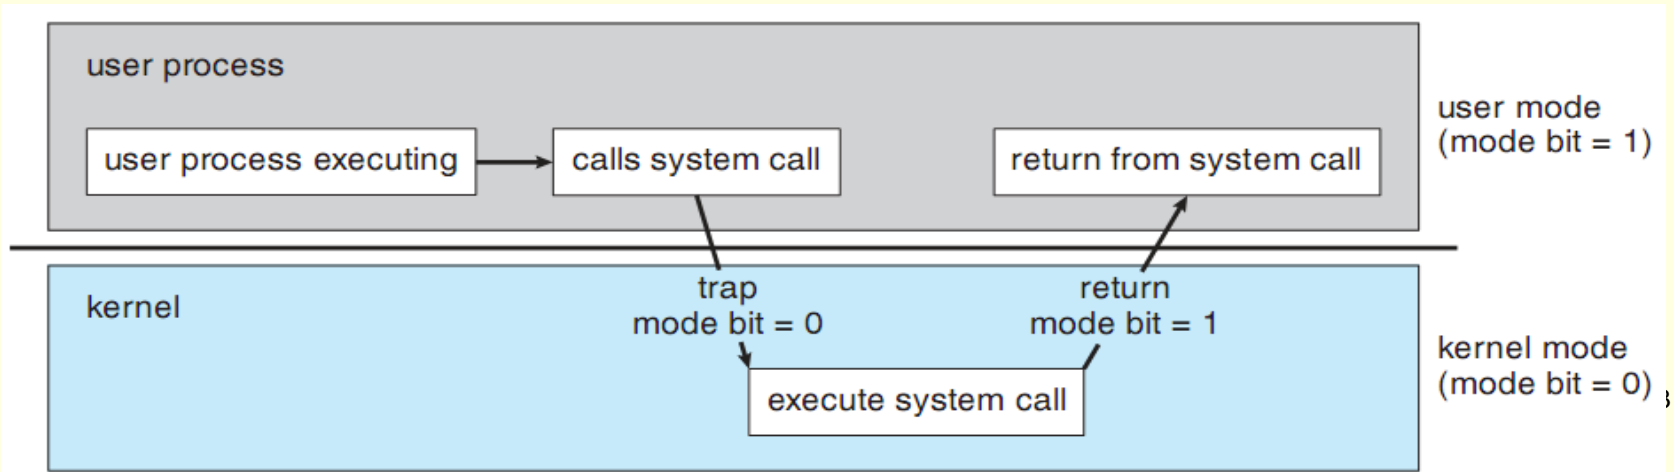 user process
user process executing
calls system call
return from system call
user mode
(mode bit = 1)
kernel
trap
mode bit = 0
return
mode bit = 1
execute system call
kernel mode
(mode bit = 0)